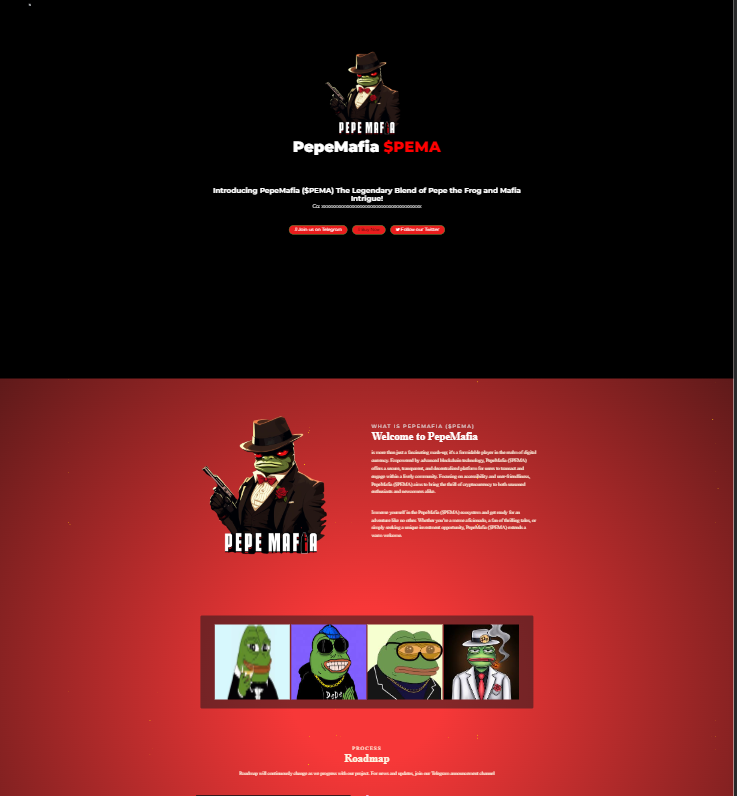 PEPE MAFIA
PepeMafia $PEMA
Introducing PepeMafia ($PEMA) The Legendary Blend of Pepe the Frog and Mafia
Intrigue!
Join us on Telegram
Follow our Twitter
WHAT IS PEPEMAFIA ($PEMA)
Welcome to PepeMafia
is more than just a fascinating mash-up; it's a formidable player in the realm of digital
currency. Empowered by advanced blockchain technology, PepeMafia ($PEMA)
offers a secure, transparent, and decentralized platform for users to transact and
engage within a lively community. Focusing on accessibility and user-friendliness,
PepeMafia ($PEMA) aims to bring the thrill of cryptocurrency to both seasoned
enthusiasts and newcomers alike.
Immerse yourself in the PepeMafia ($PEMA) ecosystem and get ready for an
adventure like no other. Whether you're a meme aficionado, a fan of thrilling tales, or
simply seeking a unique investment opportunity, PepeMafia ($PEMA) extends a
warm welcome.
PEPE MAFIA
PROCESS
Roadmap
Roadmap will continuously change as we progress with our project. For news and updates, join our Telegram announcement channel